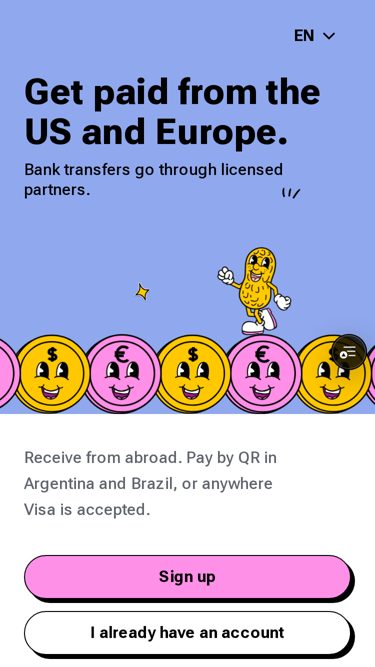 EN
Get paid from the
US and Europe.
Bank transfers go through licensed
partners.
$ € $ €
Receive from abroad. Pay by QR in
Argentina and Brazil, or anywhere
Visa is accepted.
Sign up
I already have an account